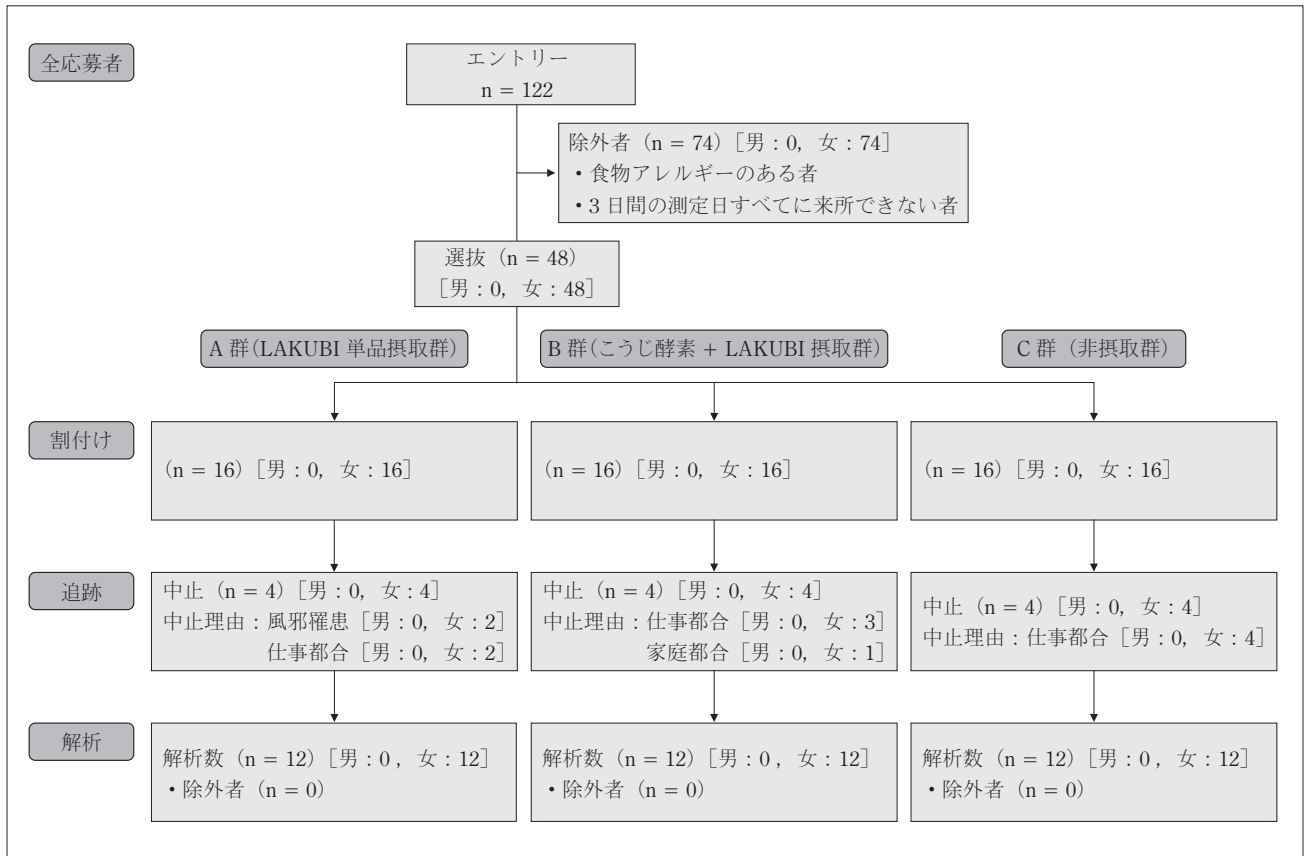 全応募者
エントリー
n = 122
除外者（n = 74）［男：0，女：74］
・食物アレルギーのある者
・3 日間の測定日すべてに来所できない者
選抜（n = 48）
［男：0，女：48］
A 群（LAKUBI 単品摂取群）
B 群（こうじ酵素 + LAKUBI 摂取群）
C 群（非摂取群）
割付け
(n = 16)［男：0，女：16］
(n = 16)［男：0，女：16］
(n = 16)［男：0，女：16］
追跡
中止（n = 4）［男：0，女：4］
中止理由：風邪罹患［男：0，女：2］
仕事都合［男：0，女：2］
中止（n = 4）［男：0，女：4］
中止理由：仕事都合［男：0，女：3］
家庭都合［男：0，女：1］
中止（n = 4）［男：0，女：4］
中止理由：仕事都合［男：0，女：4］
解析
解析数（n = 12）［男：0，女：12］
・除外者（n = 0）
解析数（n = 12）［男：0，女：12］
・除外者（n = 0）
解析数（n = 12）［男：0，女：12］
・除外者（n = 0）